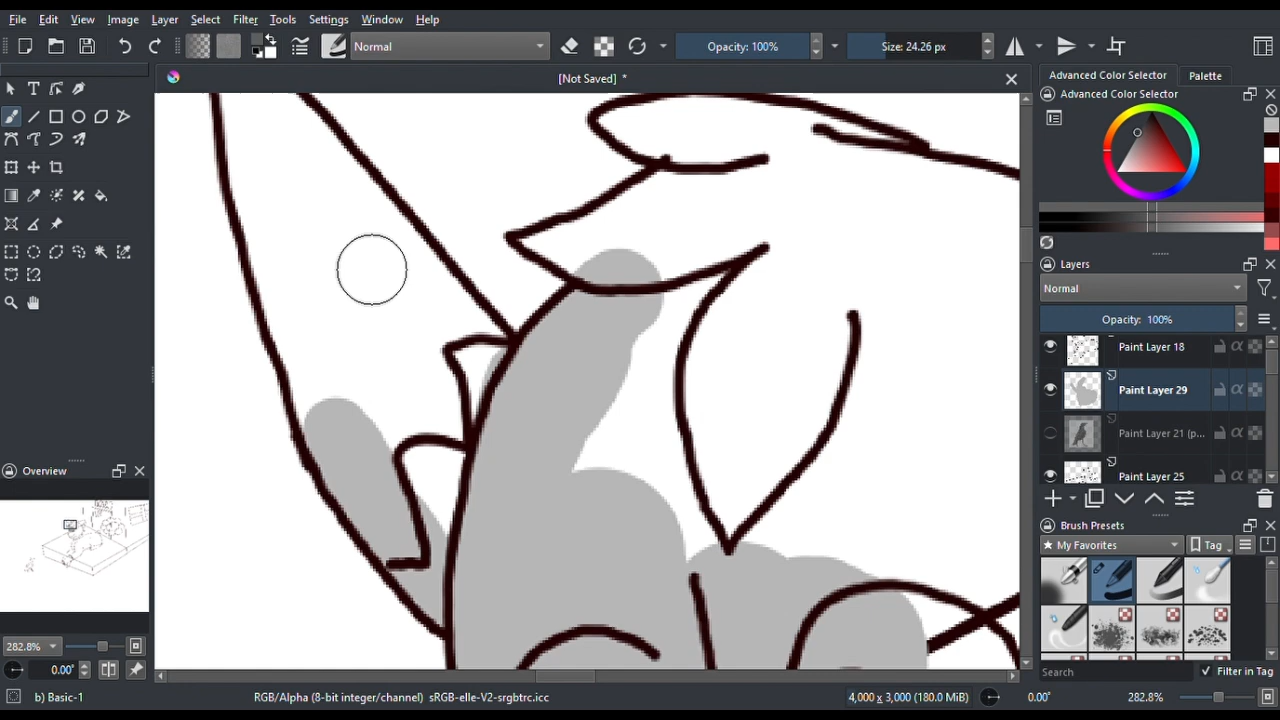 File Edit View Image Layer Select Filter Tools Settings Window Help
Normal
Opacity: 100%
Size: 24.26 px
[Not Saved] *
Advanced Color Selector Palette
Advanced Color Selector
Layers
Normal
Opacity: 100%
Paint Layer 18
Paint Layer 29
Paint Layer 21 (p...
Paint Layer 25
Overview
Brush Presets
My Favorites
Tag
282.8%
0.00°
Search
Filter in Tag
b) Basic-1
RGB/Alpha (8-bit integer/channel) sRGB-elle-V2-srgbtrc.icc
4,000 x 3,000 (180.0 MiB)
0.00°
282.8%